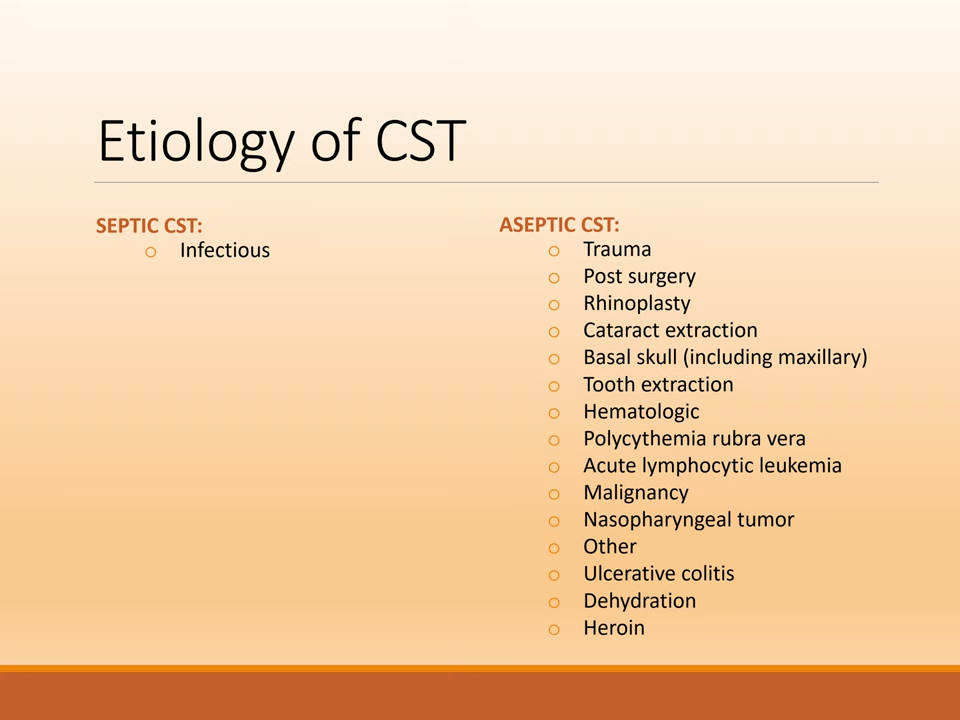 Etiology of CST
SEPTIC CST:
o Infectious
ASEPTIC CST:
o Trauma
o Post surgery
o Rhinoplasty
o Cataract extraction
o Basal skull (including maxillary)
o Tooth extraction
o Hematologic
o Polycythemia rubra vera
o Acute lymphocytic leukemia
o Malignancy
o Nasopharyngeal tumor
o Other
o Ulcerative colitis
o Dehydration
o Heroin